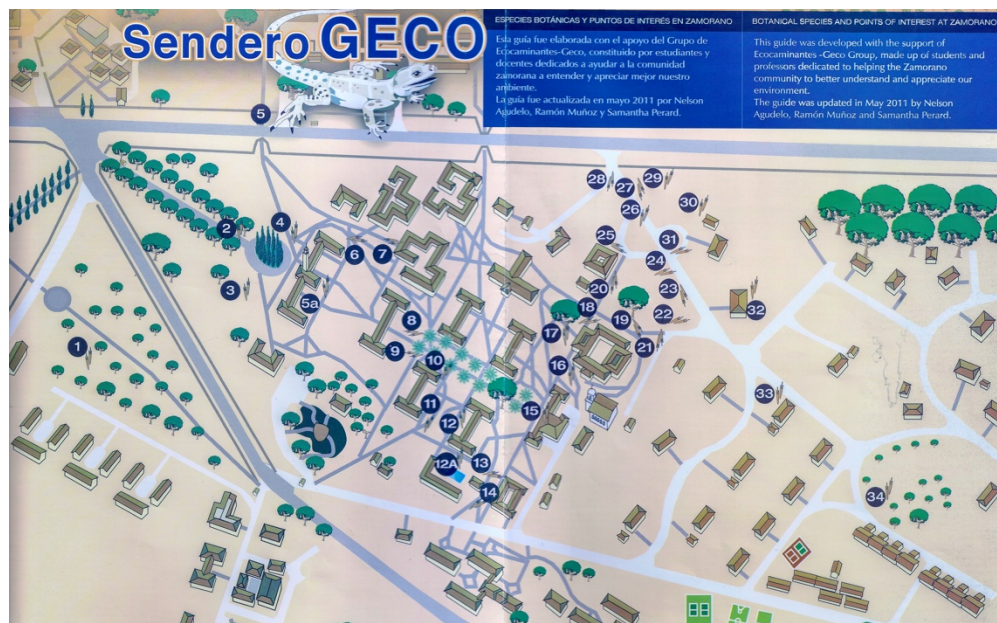 Sendero GECO
ESPECIES BOTÁNICAS Y PUNTOS DE INTERÉS EN ZAMORANO
Esta guía fue elaborada con el apoyo del Grupo de
Ecocaminantes-Geco, constituido por estudiantes y
docentes dedicados a ayudar a la comunidad
zamorana a entender y apreciar mejor nuestro
ambiente.
La guía fue actualizada en mayo 2011 por Nelson
Agudelo, Ramón Muñoz y Samantha Perard.
BOTANICAL SPECIES AND POINTS OF INTEREST AT ZAMORANO
This guide was developed with the support of
Ecocaminantes -Geco Group, made up of students and
professors dedicated to helping the Zamorano
community to better understand and appreciate our
environment.
The guide was updated in May 2011 by Nelson
Agudelo, Ramón Muñoz and Samantha Perard.
5
28
27
29
26
30
2
4
25
31
6
7
24
3
5a
20
23
18
19
22
32
8
17
21
1
9
10
16
33
11
15
12
12A
13
14
34